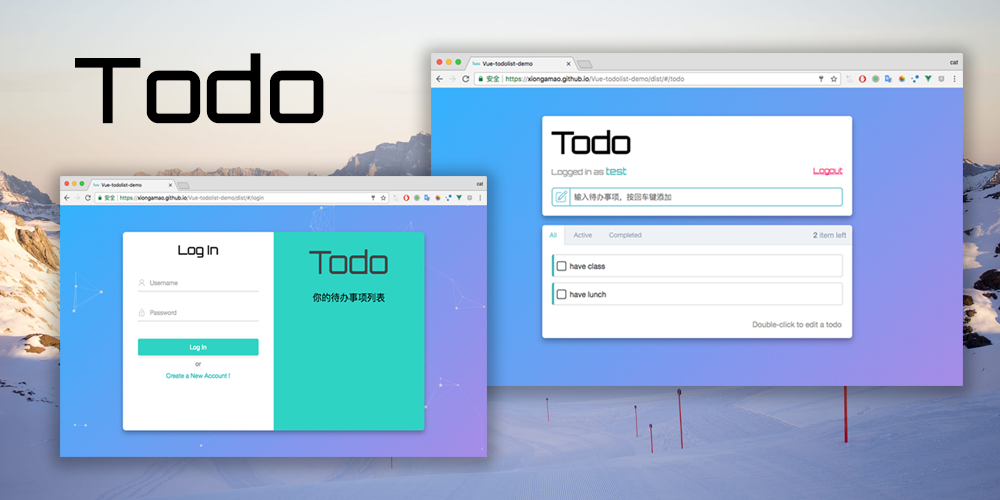 Todo
Vue-todolist-demo
cat
安全 https://xiongamao.github.io/Vue-todolist-demo/dist/#/todo
Todo
Logged in as test
Logout
输入待办事项，按回车键添加
All Active Completed 2 item left
have class
have lunch
Double-click to edit a todo
Vue-todolist-demo
cat
安全 https://xiongamao.github.io/Vue-todolist-demo/dist/#/login
Log In
Username
Password
Log In
or
Create a New Account !
Todo
你的待办事项列表